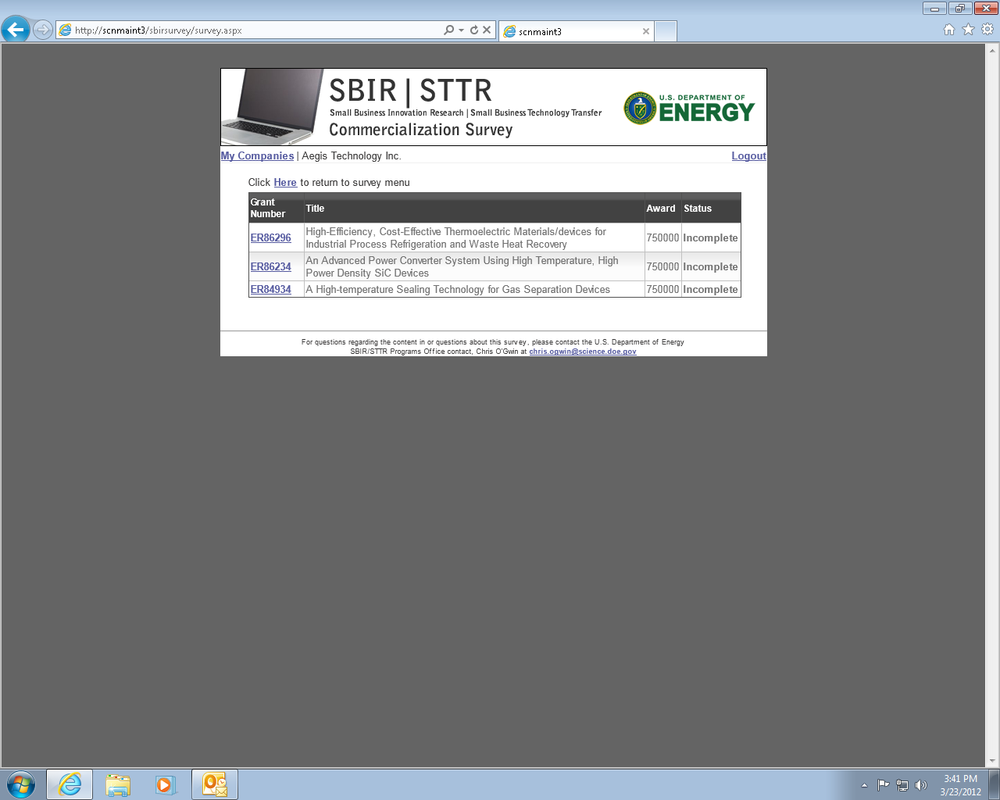 http://scnmaint3/sbirsurvey/survey.aspx
scnmaint3
SBIR | STTR
Small Business Innovation Research | Small Business Technology Transfer
Commercialization Survey
U.S. DEPARTMENT OF
ENERGY
My Companies | Aegis Technology Inc.
Logout
Click Here to return to survey menu
Grant Number Title Award Status
ER86296 High-Efficiency, Cost-Effective Thermoelectric Materials/devices for 750000 Incomplete
Industrial Process Refrigeration and Waste Heat Recovery
ER86234 An Advanced Power Converter System Using High Temperature, High 750000 Incomplete
Power Density SiC Devices
ER84934 A High-temperature Sealing Technology for Gas Separation Devices 750000 Incomplete
For questions regarding the content in or questions about this survey, please contact the U.S. Department of Energy
SBIR/STTR Programs Office contact, Chris O'Gwin at chris.ogwin@science.doe.gov
3:41 PM
3/23/2012